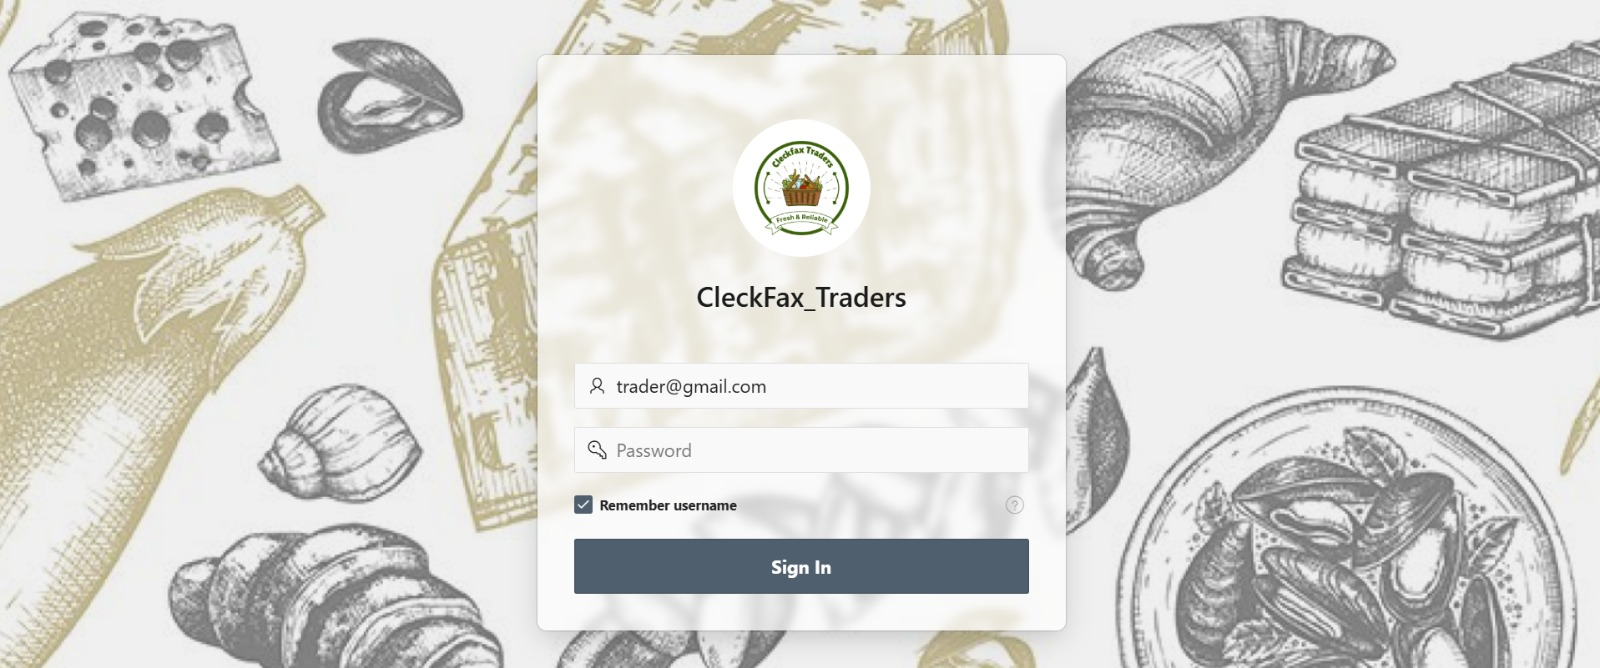 Cleckfax Traders
Fresh & Reliable
CleckFax_Traders
trader@gmail.com
Password
Remember username
?
Sign In